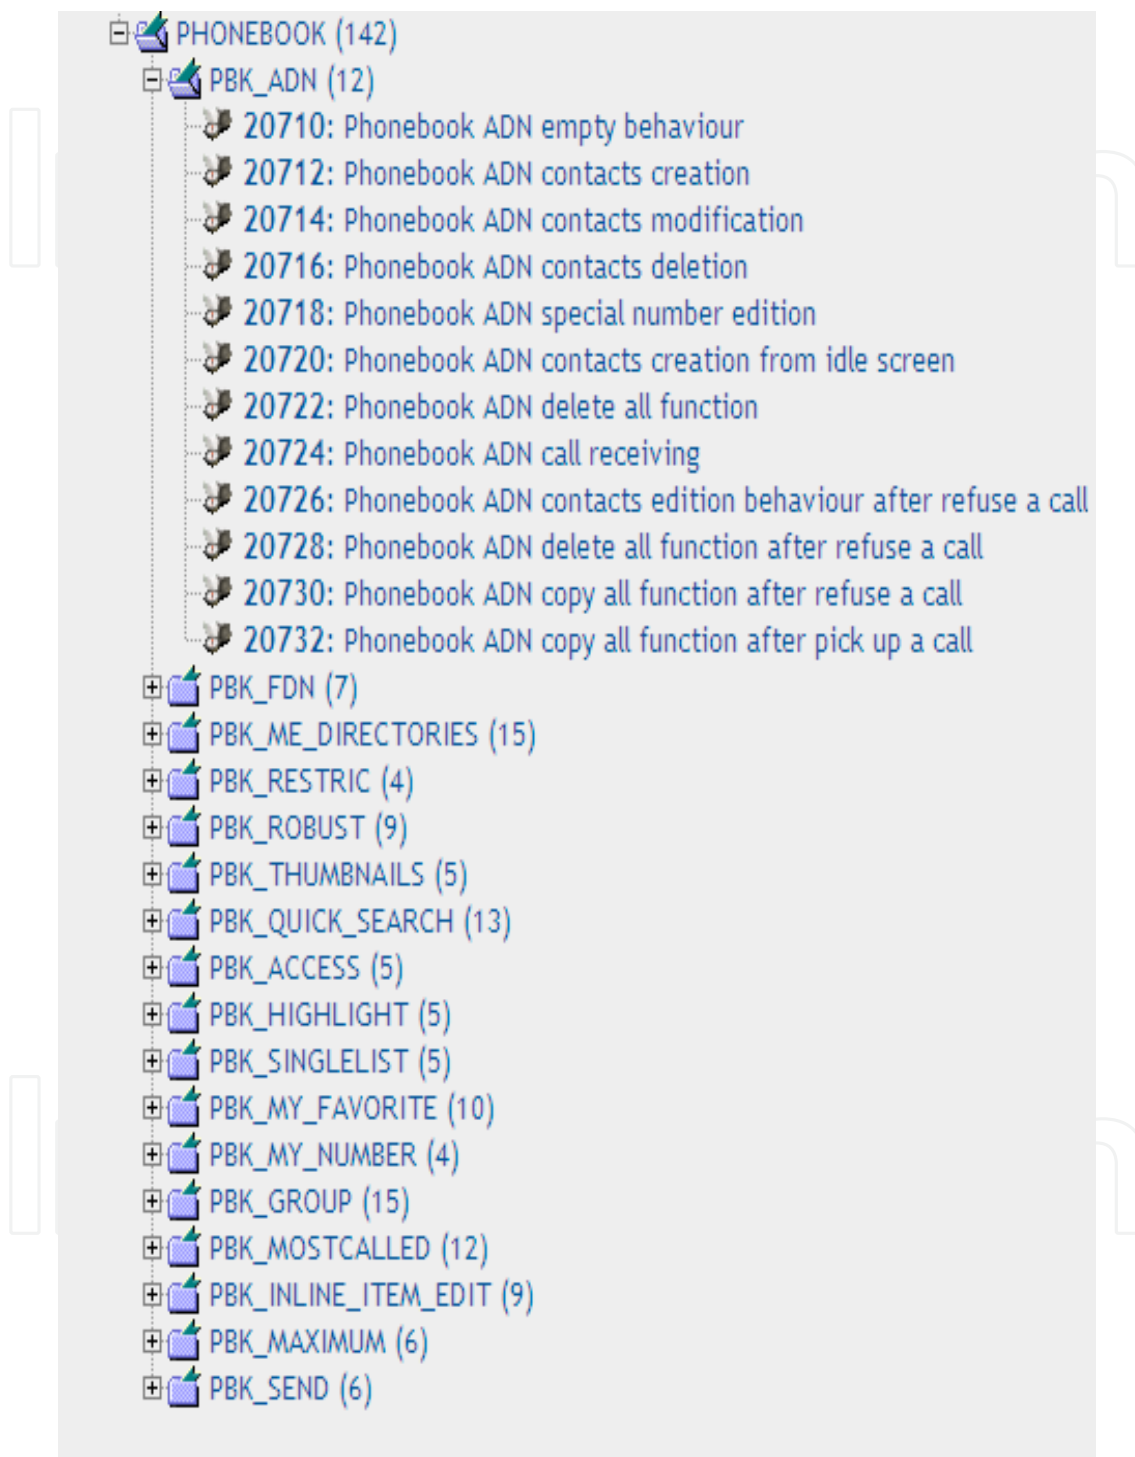 PHONEBOOK (142)
PBK_ADN (12)
20710: Phonebook ADN empty behaviour
20712: Phonebook ADN contacts creation
20714: Phonebook ADN contacts modification
20716: Phonebook ADN contacts deletion
20718: Phonebook ADN special number edition
20720: Phonebook ADN contacts creation from idle screen
20722: Phonebook ADN delete all function
20724: Phonebook ADN call receiving
20726: Phonebook ADN contacts edition behaviour after refuse a call
20728: Phonebook ADN delete all function after refuse a call
20730: Phonebook ADN copy all function after refuse a call
20732: Phonebook ADN copy all function after pick up a call
PBK_FDN (7)
PBK_ME_DIRECTORIES (15)
PBK_RESTRIC (4)
PBK_ROBUST (9)
PBK_THUMBNAILS (5)
PBK_QUICK_SEARCH (13)
PBK_ACCESS (5)
PBK_HIGHLIGHT (5)
PBK_SINGLELIST (5)
PBK_MY_FAVORITE (10)
PBK_MY_NUMBER (4)
PBK_GROUP (15)
PBK_MOSTCALLED (12)
PBK_INLINE_ITEM_EDIT (9)
PBK_MAXIMUM (6)
PBK_SEND (6)